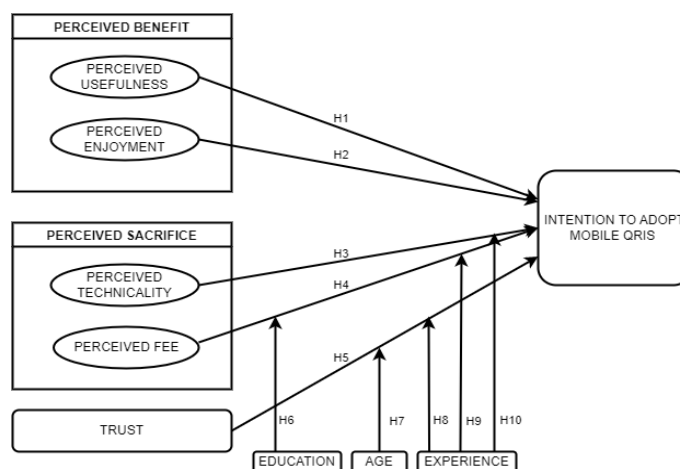 PERCEIVED BENEFIT
PERCEIVED
USEFULNESS
PERCEIVED
ENJOYMENT
H1
H2
INTENTION TO ADOPT
MOBILE QRIS
PERCEIVED SACRIFICE
PERCEIVED
TECHNICALITY
H3
H4
PERCEIVED FEE
H5
TRUST
H6
H7
H8
H9
H10
EDUCATION
AGE
EXPERIENCE